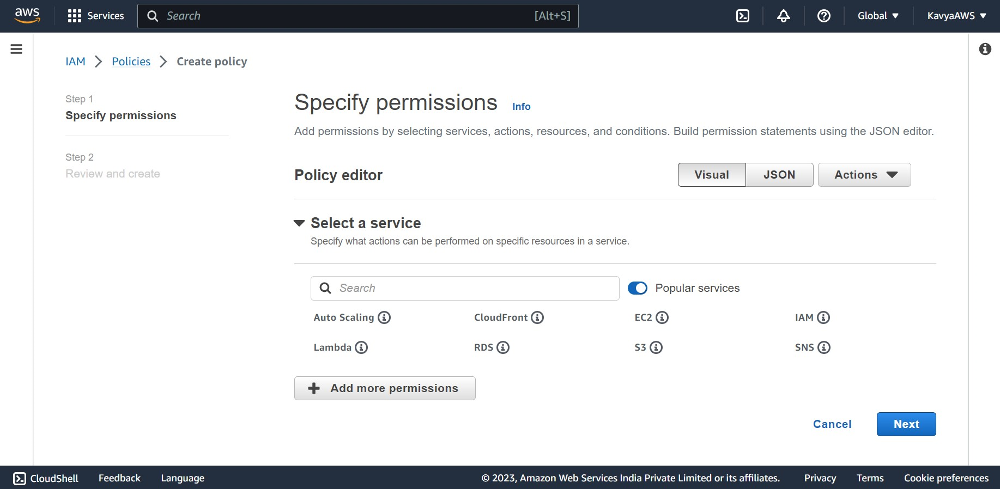 aws Services Search [Alt+S] Global KavyaAWS
IAM Policies Create policy
Step 1
Specify permissions
Step 2
Review and create
Specify permissions Info
Add permissions by selecting services, actions, resources, and conditions. Build permission statements using the JSON editor.
Policy editor Visual JSON Actions
Select a service
Specify what actions can be performed on specific resources in a service.
Search Popular services
Auto Scaling CloudFront EC2 IAM
Lambda RDS S3 SNS
Add more permissions
Cancel Next
CloudShell Feedback Language © 2023, Amazon Web Services India Private Limited or its affiliates. Privacy Terms Cookie preferences